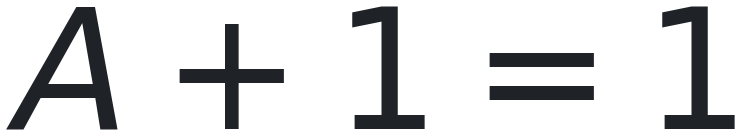 A + 1 = 1